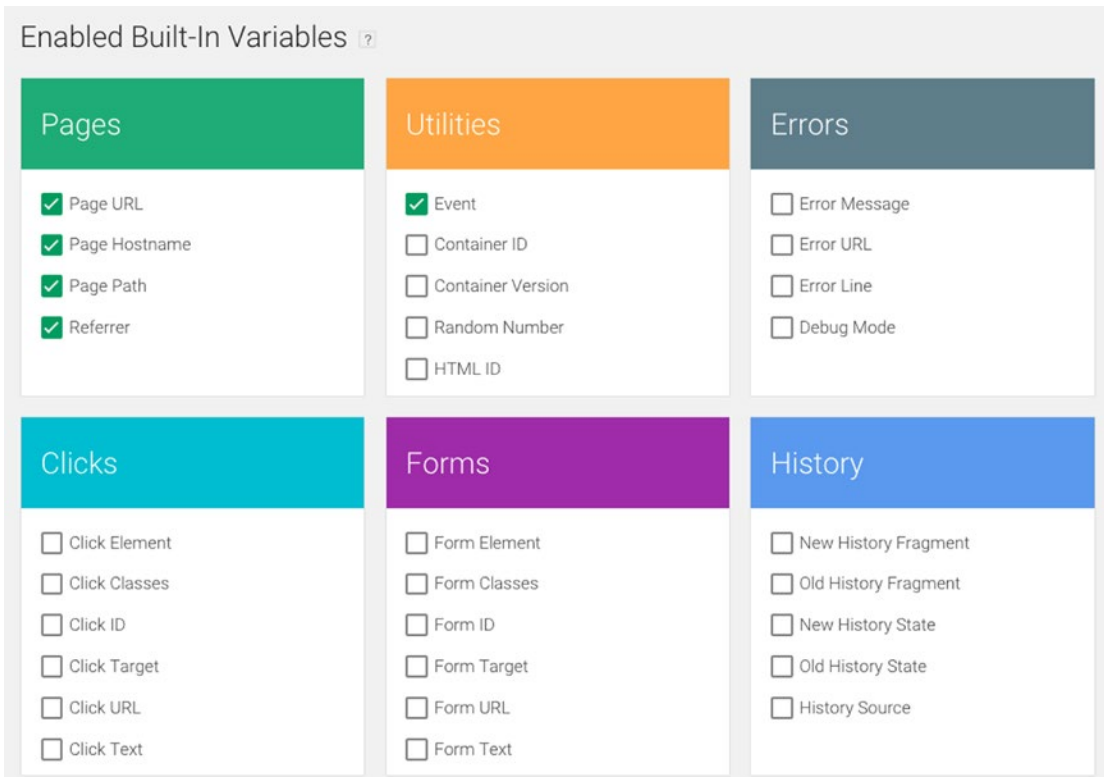 Enabled Built-In Variables ?
Pages
Page URL
Page Hostname
Page Path
Referrer
Utilities
Event
Container ID
Container Version
Random Number
HTML ID
Errors
Error Message
Error URL
Error Line
Debug Mode
Clicks
Click Element
Click Classes
Click ID
Click Target
Click URL
Click Text
Forms
Form Element
Form Classes
Form ID
Form Target
Form URL
Form Text
History
New History Fragment
Old History Fragment
New History State
Old History State
History Source